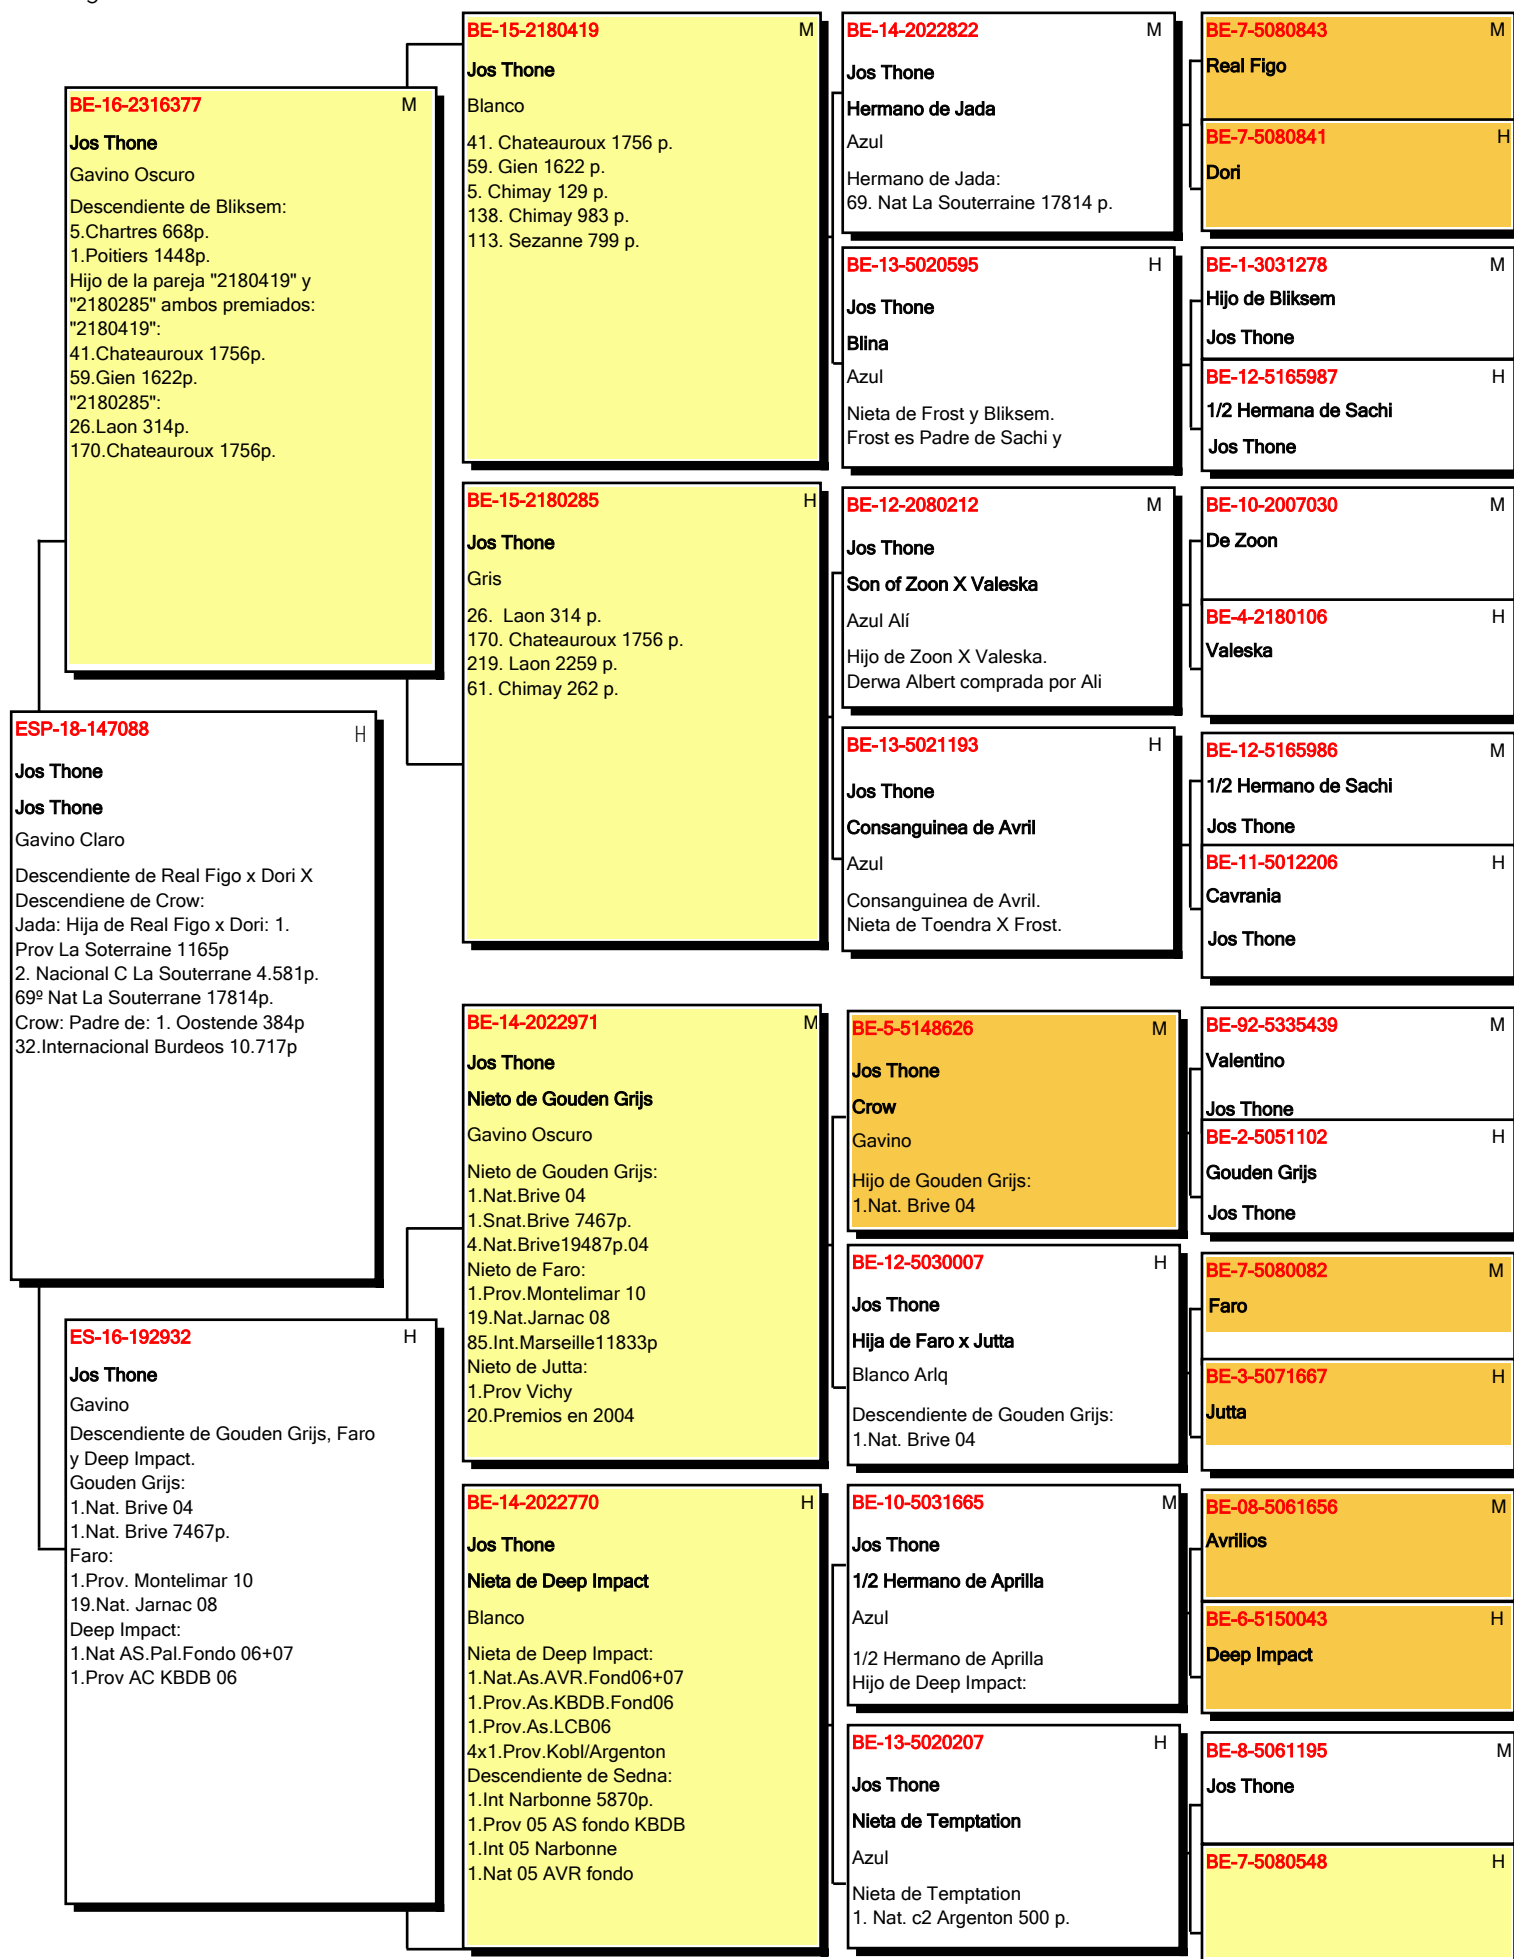 BE-16-2316377 M
Jos Thone
Gavino Oscuro
Descendiente de Bliksem:
5.Chartres 668p.
1.Poitiers 1448p.
Hijo de la pareja "2180419" y
"2180285" ambos premiados:
"2180419":
41.Chateauroux 1756p.
59.Gien 1622p.
"2180285":
26.Laon 314p.
170.Chateauroux 1756p.
ESP-18-147088 H
Jos Thone
Jos Thone
Gavino Claro
Descendiente de Real Figo x Dori X
Descendiene de Crow:
Jada: Hija de Real Figo x Dori: 1.
Prov La Soterraine 1165p
2. Nacional C La Souterrane 4.581p.
69º Nat La Souterrane 17814p.
Crow: Padre de: 1. Oostende 384p
32.Internacional Burdeos 10.717p
ES-16-192932 H
Jos Thone
Gavino
Descendiente de Gouden Grijs, Faro
y Deep Impact.
Gouden Grijs:
1.Nat. Brive 04
1.Nat. Brive 7467p.
Faro:
1.Prov. Montelimar 10
19.Nat. Jarnac 08
Deep Impact:
1.Nat AS.Pal.Fondo 06+07
1.Prov AC KBDB 06
BE-15-2180419 M
Jos Thone
Blanco
41. Chateauroux 1756 p.
59. Gien 1622 p.
5. Chimay 129 p.
138. Chimay 983 p.
113. Sezanne 799 p.
BE-15-2180285 H
Jos Thone
Gris
26. Laon 314 p.
170. Chateauroux 1756 p.
219. Laon 2259 p.
61. Chimay 262 p.
BE-14-2022971 M
Jos Thone
Nieto de Gouden Grijs
Gavino Oscuro
Nieto de Gouden Grijs:
1.Nat.Brive 04
1.Snat.Brive 7467p.
4.Nat.Brive19487p.04
Nieto de Faro:
1.Prov.Montelimar 10
19.Nat.Jarnac 08
85.Int.Marseille11833p
Nieto de Jutta:
1.Prov Vichy
20.Premios en 2004
BE-14-2022770 H
Jos Thone
Nieta de Deep Impact
Blanco
Nieta de Deep Impact:
1.Nat.As.AVR.Fond06+07
1.Prov.As.KBDB.Fond06
1.Prov.As.LCB06
4x1.Prov.Kobl/Argenton
Descendiente de Sedna:
1.Int Narbonne 5870p.
1.Prov 05 AS fondo KBDB
1.Int 05 Narbonne
1.Nat 05 AVR fondo
BE-14-2022822 M
Jos Thone
Hermano de Jada
Azul
Hermano de Jada:
69. Nat La Souterraine 17814 p.
BE-13-5020595 H
Jos Thone
Blina
Azul
Nieta de Frost y Bliksem.
Frost es Padre de Sachi y
BE-12-2080212 M
Jos Thone
Son of Zoon X Valeska
Azul Alí
Hijo de Zoon X Valeska.
Derwa Albert comprada por Ali
BE-13-5021193 H
Jos Thone
Consanguinea de Avril
Azul
Consanguinea de Avril.
Nieta de Toendra X Frost.
BE-5-5148626 M
Jos Thone
Crow
Gavino
Hijo de Gouden Grijs:
1.Nat. Brive 04
BE-12-5030007 H
Jos Thone
Hija de Faro x Jutta
Blanco Arlq
Descendiente de Gouden Grijs:
1.Nat. Brive 04
BE-10-5031665 M
Jos Thone
1/2 Hermano de Aprilla
Azul
1/2 Hermano de Aprilla
Hijo de Deep Impact:
BE-13-5020207 H
Jos Thone
Nieta de Temptation
Azul
Nieta de Temptation
1. Nat. c2 Argenton 500 p.
BE-7-5080843 M
Real Figo
BE-7-5080841 H
Dori
BE-1-3031278 M
Hijo de Bliksem
Jos Thone
BE-12-5165987 H
1/2 Hermana de Sachi
Jos Thone
BE-10-2007030 M
De Zoon
BE-4-2180106 H
Valeska
BE-12-5165986 M
1/2 Hermano de Sachi
Jos Thone
BE-11-5012206 H
Cavrania
Jos Thone
BE-92-5335439 M
Valentino
Jos Thone
BE-2-5051102 H
Gouden Grijs
Jos Thone
BE-7-5080082 M
Faro
BE-3-5071667 H
Jutta
BE-08-5061656 M
Avrilios
BE-6-5150043 H
Deep Impact
BE-8-5061195 M
Jos Thone
BE-7-5080548 H